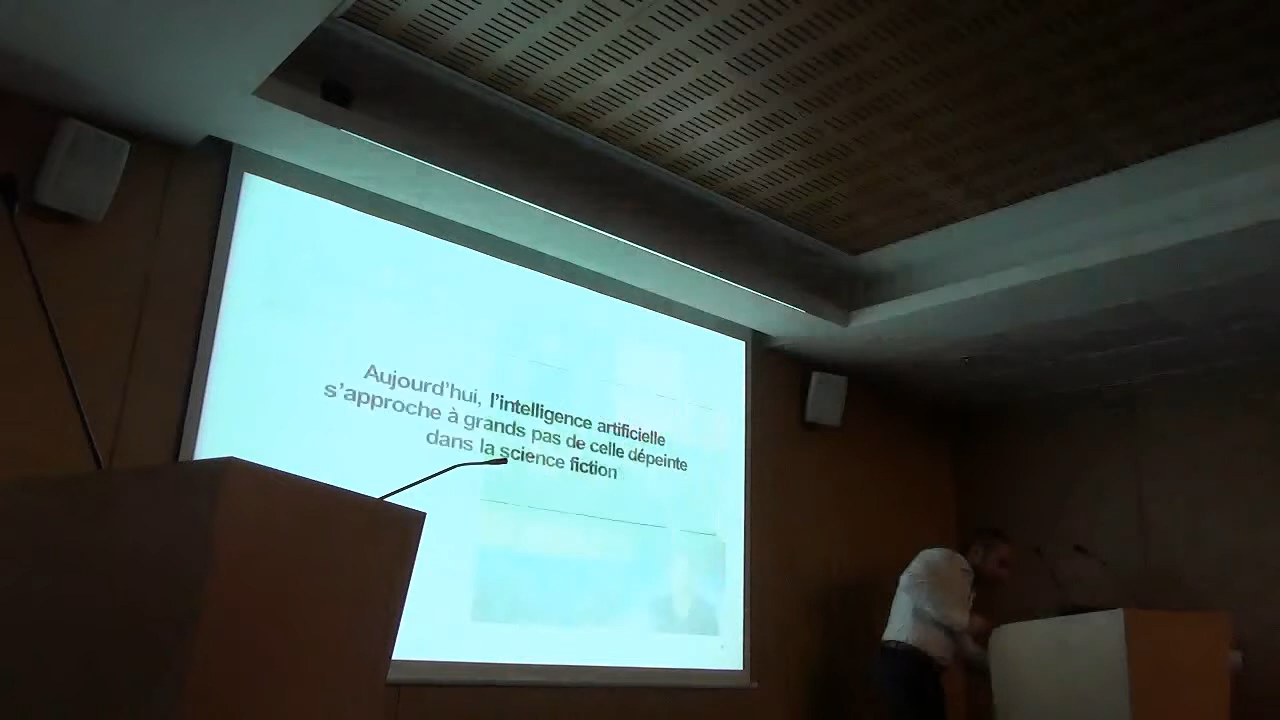 Aujourd’hui, l’intelligence artificielle
s’approche à grands pas de celle dépeinte
dans la science fiction